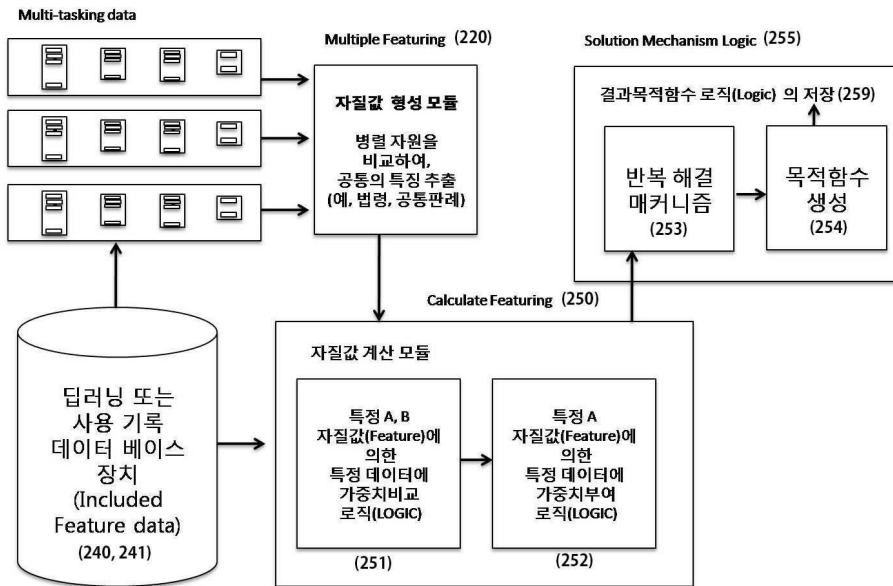 Multi-tasking data
Multiple Featuring (220)
자질값 형성 모듈
병렬 자원을
비교하여,
공통의 특징 추출
(예, 법령, 공통판례)
Solution Mechanism Logic (255)
결과목적함수 로직(Logic) 의 저장 (259)
반복 해결
매커니즘
(253)
목적함수
생성
(254)
딥러닝 또는
사용 기록
데이터 베이스
장치
(Included
Feature data)
(240, 241)
Calculate Featuring (250)
자질값 계산 모듈
특정 A, B
자질값(Feature)에
의한
특정 데이터에
가중치비교
로직(LOGIC)
(251)
특정 A
자질값(Feature)에
의한
특정 데이터에
가중치부여
로직(LOGIC)
(252)